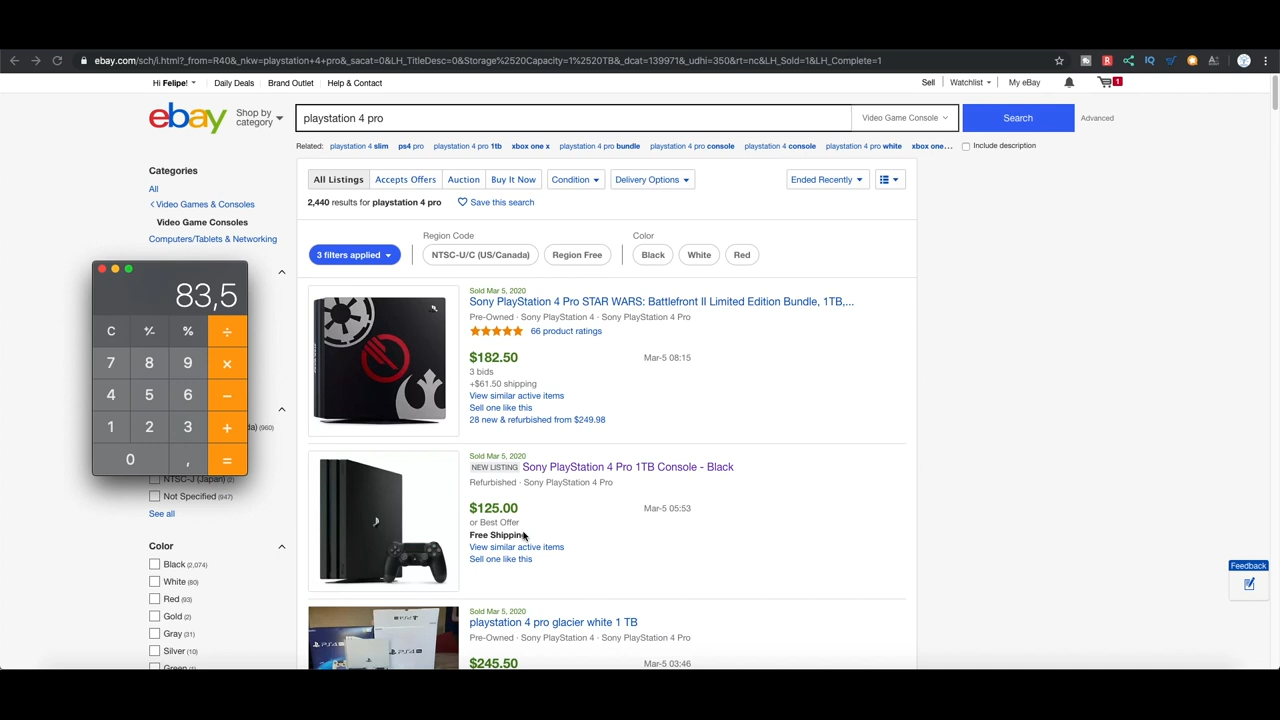 ebay.com/sch/i.html?_from=R40&_nkw=playstation+4+pro&_sacat=0&LH_TitleDesc=0&Storage%2520Capacity=1%2520TB&_dcat=139971&_udhi=350&rt=nc&LH_Sold=1&LH_Complete=1
Hi Felipe! Daily Deals Brand Outlet Help & Contact Sell Watchlist My eBay 1
ebay Shop by category playstation 4 pro Video Game Console Search Advanced
Related: playstation 4 slim ps4 pro playstation 4 pro 1tb xbox one x playstation 4 pro bundle playstation 4 pro console playstation 4 console playstation 4 pro white xbox one... Include description
Categories
All
Video Games & Consoles
Video Game Consoles
Computers/Tablets & Networking
83,5
C +/- % ÷
7 8 9 ×
4 5 6 −
1 2 3 +
0 , =
(960)
NTSC-J (Japan) (2)
Not Specified (947)
See all
Color
Black (2,074)
White (80)
Red (93)
Gold (2)
Gray (31)
Silver (10)
Green
All Listings Accepts Offers Auction Buy It Now Condition Delivery Options Ended Recently
2,440 results for playstation 4 pro Save this search
Region Code Color
3 filters applied NTSC-U/C (US/Canada) Region Free Black White Red
Sold Mar 5, 2020
Sony PlayStation 4 Pro STAR WARS: Battlefront II Limited Edition Bundle, 1TB,...
Pre-Owned · Sony PlayStation 4 · Sony PlayStation 4 Pro
66 product ratings
$182.50 Mar-5 08:15
3 bids
+$61.50 shipping
View similar active items
Sell one like this
28 new & refurbished from $249.98
Sold Mar 5, 2020
NEW LISTING Sony PlayStation 4 Pro 1TB Console - Black
Refurbished · Sony PlayStation 4 Pro
$125.00 Mar-5 05:53
or Best Offer
Free Shipping
View similar active items
Sell one like this
Sold Mar 5, 2020
playstation 4 pro glacier white 1 TB
Pre-Owned · Sony PlayStation 4 · Sony PlayStation 4 Pro
$245.50 Mar-5 03:46
Feedback